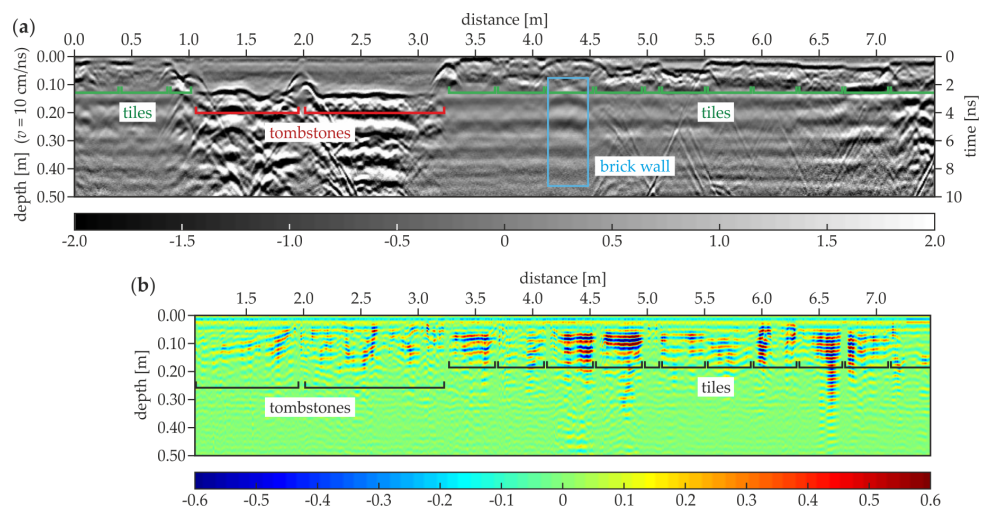 (a)
distance [m]
0.0 0.5 1.0 1.5 2.0 2.5 3.0 3.5 4.0 4.5 5.0 5.5 6.0 6.5 7.0
depth [m] (v = 10 cm/ns)
0.00
0.10
0.20
0.30
0.40
0.50
tiles
tombstones
brick wall
tiles
0
2
4
6
8
10
time [ns]
-2.0 -1.5 -1.0 -0.5 0 0.5 1.0 1.5 2.0
(b)
distance [m]
1.5 2.0 2.5 3.0 3.5 4.0 4.5 5.0 5.5 6.0 6.5 7.0
depth [m]
0.00
0.10
0.20
0.30
0.40
0.50
tombstones
tiles
-0.6 -0.5 -0.4 -0.3 -0.2 -0.1 0 0.1 0.2 0.3 0.4 0.5 0.6